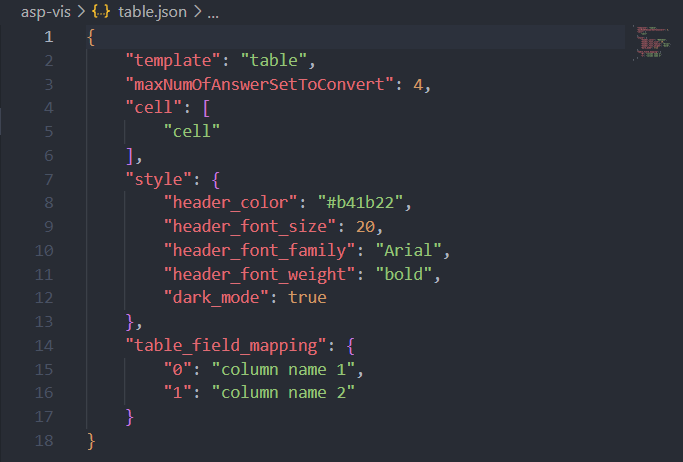 asp-vis > {..} table.json > ...
1 {
2 "template": "table",
3 "maxNumOfAnswerSetToConvert": 4,
4 "cell": [
5 "cell"
6 ],
7 "style": {
8 "header_color": "#b41b22",
9 "header_font_size": 20,
10 "header_font_family": "Arial",
11 "header_font_weight": "bold",
12 "dark_mode": true
13 },
14 "table_field_mapping": {
15 "0": "column name 1",
16 "1": "column name 2"
17 }
18 }